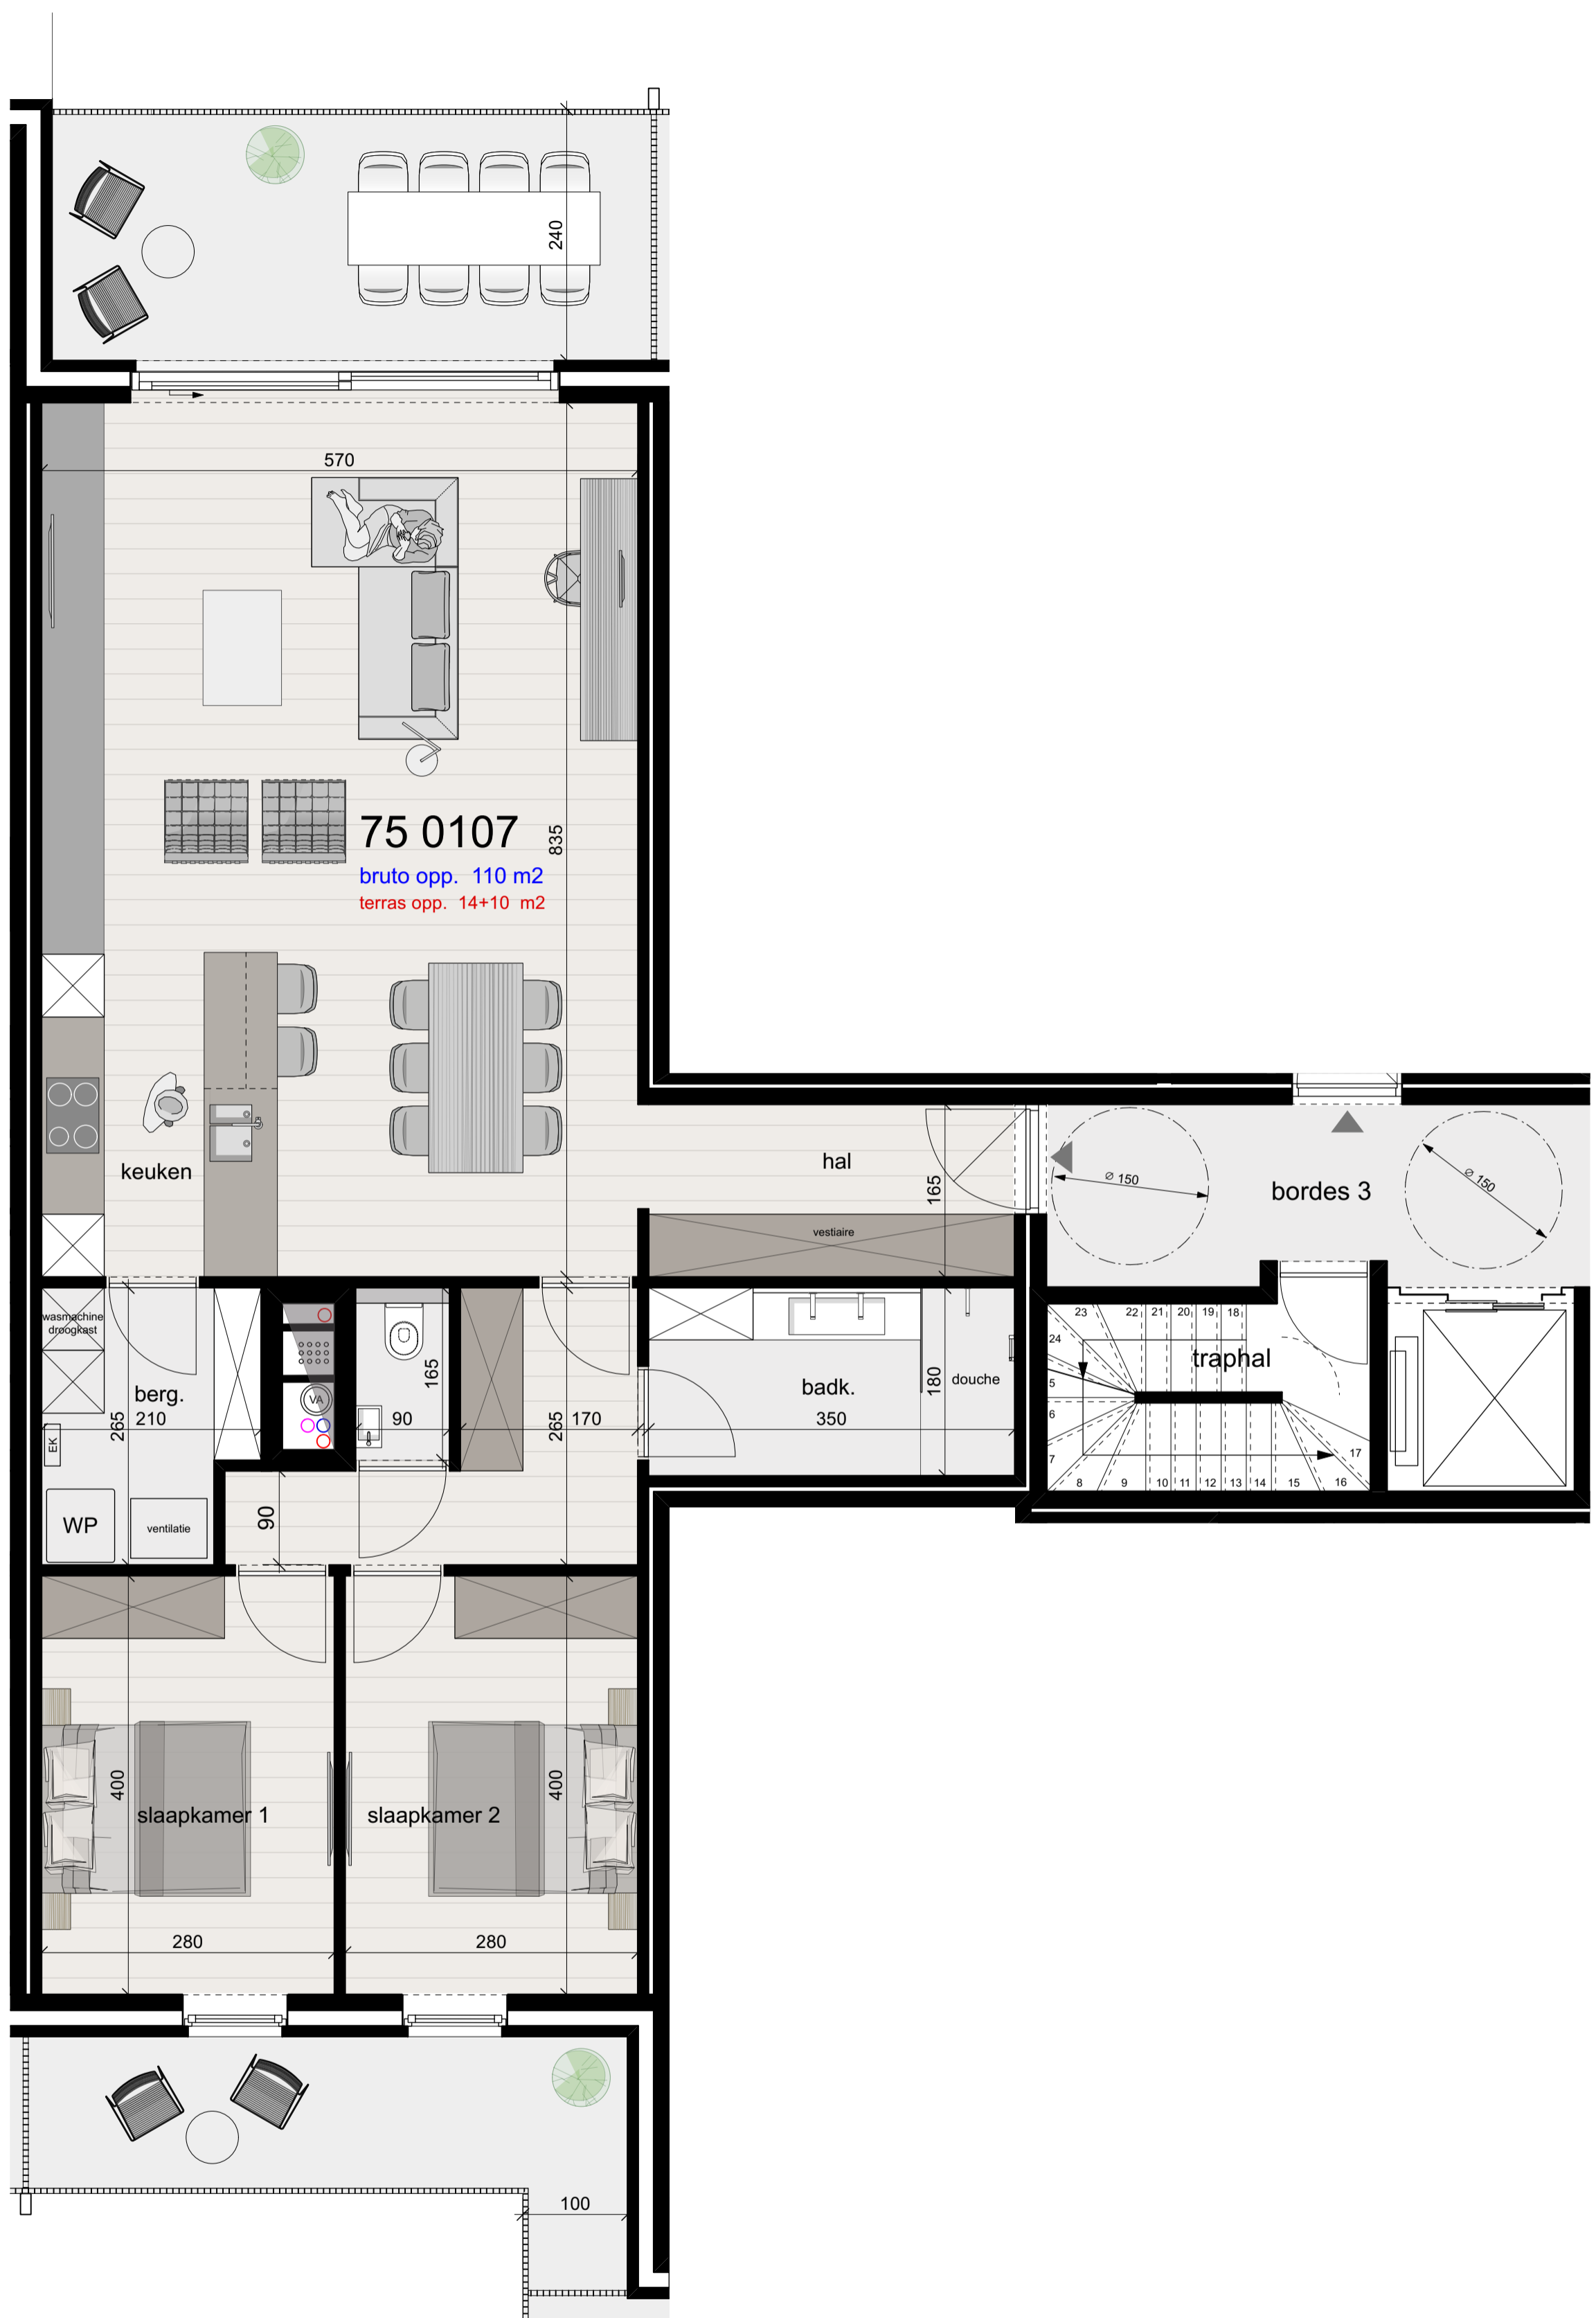 240
570
75 0107
835
bruto opp. 110 m2
terras opp. 14+10 m2
keuken
hal
165
vestiaire
⌀ 150
bordes 3
⌀ 150
wasmachine
droogkast
berg.
265
210
EK
WP
ventilatie
VA
165
90
265
170
90
badk.
350
180
douche
23
22
21
20
19
18
24
traphal
5
6
7
8
9
10
11
12
13
14
15
16
17
400
slaapkamer 1
280
slaapkamer 2
400
280
100